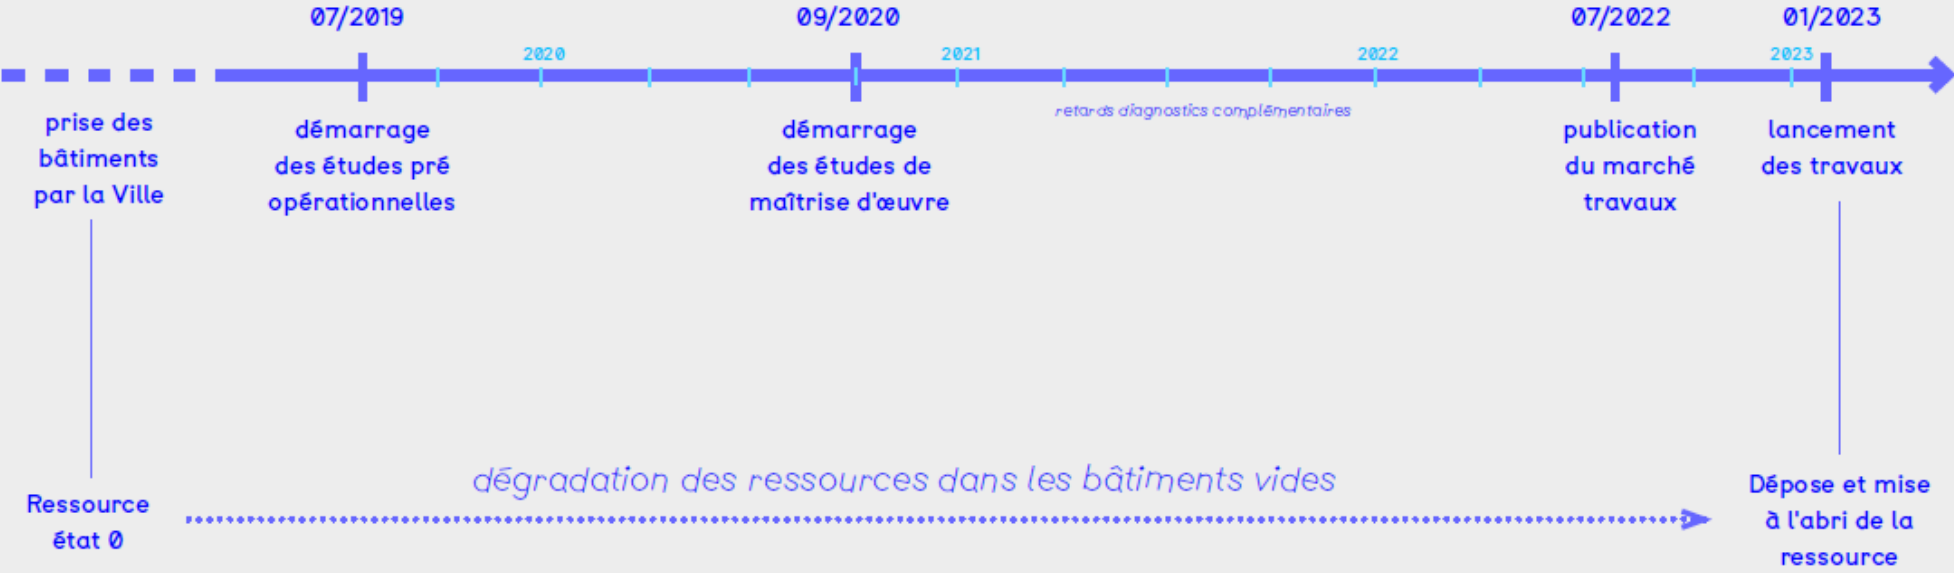 07/2019
09/2020
07/2022
01/2023
2020
2021
2022
2023
retards diagnostics complémentaires
prise des
bâtiments
par la Ville
démarrage
des études pré
opérationnelles
démarrage
des études de
maîtrise d'œuvre
publication
du marché
travaux
lancement
des travaux
dégradation des ressources dans les bâtiments vides
Ressource
état 0
Dépose et mise
à l'abri de la
ressource